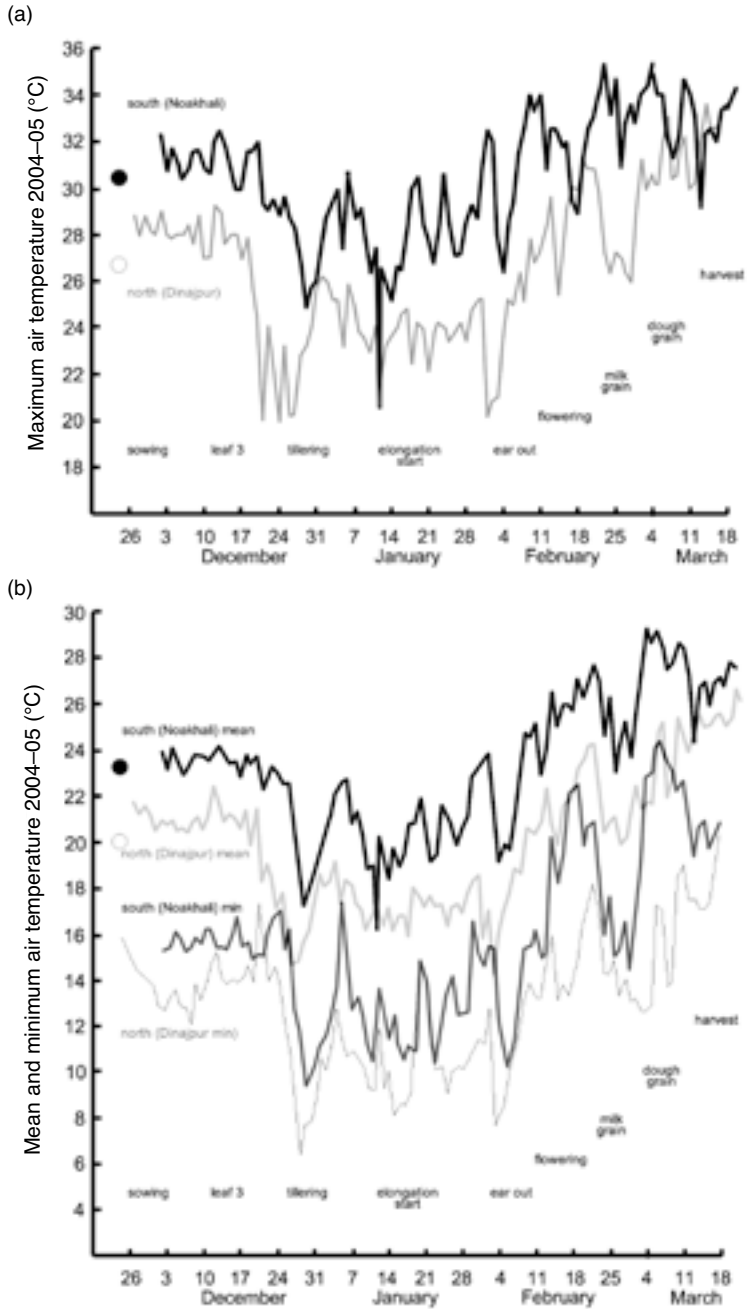 (a)
Maximum air temperature 2004–05 (°C)
36
34
32
30
28
26
24
22
20
18
south (Noakhali)
north (Dinajpur)
harvest
dough
grain
milk
grain
flowering
sowing leaf 3 tillering elongation
start ear out
26 3 10 17 24 31 7 14 21 28 4 11 18 25 4 11 18
December January February March
(b)
Mean and minimum air temperature 2004–05 (°C)
30
28
26
24
22
20
18
16
14
12
10
8
6
4
south (Noakhali) mean
north (Dinajpur) mean
south (Noakhali) min
north (Dinajpur min)
harvest
dough
grain
milk
grain
flowering
sowing leaf 3 tillering elongation
start ear out
26 3 10 17 24 31 7 14 21 28 4 11 18 25 4 11 18
December January February March